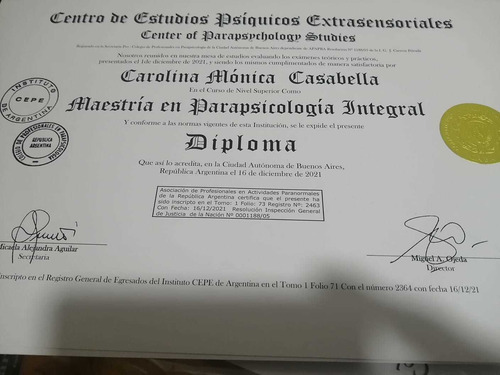 Centro de Estudios Psíquicos Extrasensoriales
Center of Parapsychology Studies
Nosotros reunidos en nuestra mesa de estudios evaluando los exámenes teóricos y prácticos,
presentados el 1de diciembre de 2021, y siendo los mismos cumplimentados de manera satisfactoria por
Carolina Mónica Casabella
En el Curso de Nivel Superior Como
Maestría en Parapsicología Integral
Y conforme a las normas vigentes de esta Institución, se le expide el presente
Diploma
Que así lo acredita, en la Ciudad Autónoma de Buenos Aires,
República Argentina el 16 de diciembre de 2021
Asociación de Profesionales en Actividades Paranormales
de la República Argentina certifica que el presente ha
sido inscripto en el Tomo: 1 Folio: 73 Registro Nº: 2463
Con Fecha: 16/12/2021 Resolución Inspección General
de Justicia de la Nación Nº 0001188/05
INSTITUTO
CEPE
DE ARGENTINA
REPUBLICA
ARGENTINA
Micaela Alejandra Aguilar
Secretaria
Miguel A. Ojeda
Director
Inscripto en el Registro General de Egresados del Instituto CEPE de Argentina en el Tomo 1 Folio 71 Con el número 2364 con fecha 16/12/21